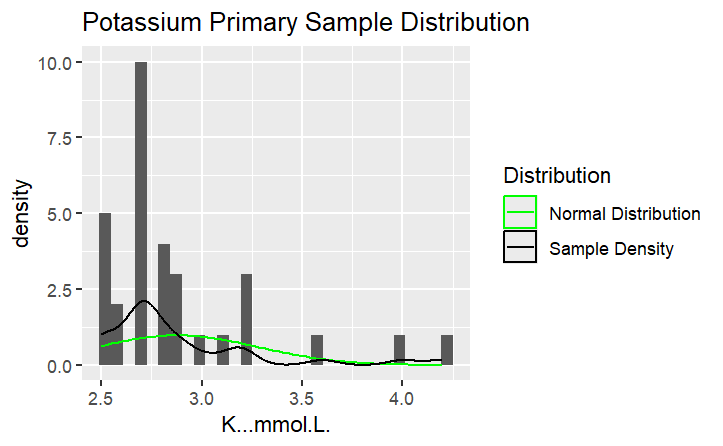 Potassium Primary Sample Distribution
10.0
7.5
5.0
2.5
0.0
density
2.5 3.0 3.5 4.0
K...mmol.L.
Distribution
Normal Distribution
Sample Density